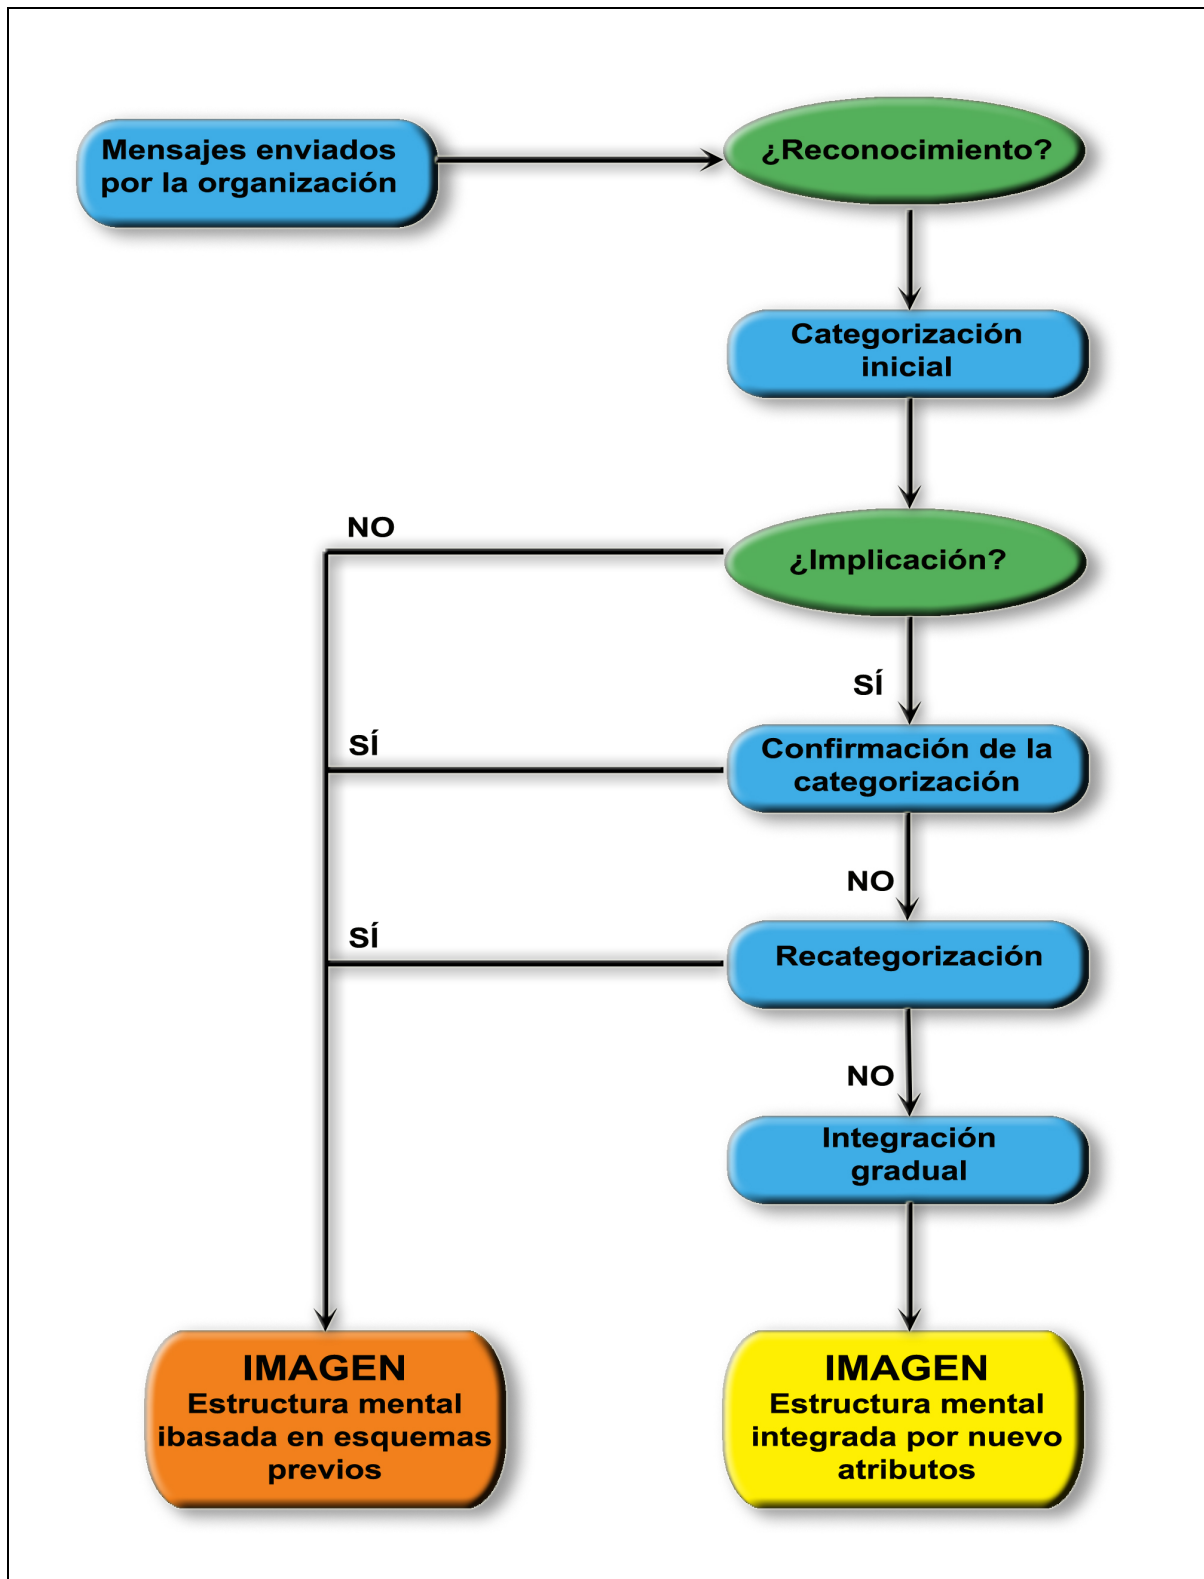 Mensajes enviados
por la organización
¿Reconocimiento?
Categorización
inicial
NO
¿Implicación?
SÍ
SÍ
Confirmación de la
categorización
NO
SÍ
Recategorización
NO
Integración
gradual
IMAGEN
Estructura mental
ibasada en esquemas
previos
IMAGEN
Estructura mental
integrada por nuevo
atributos